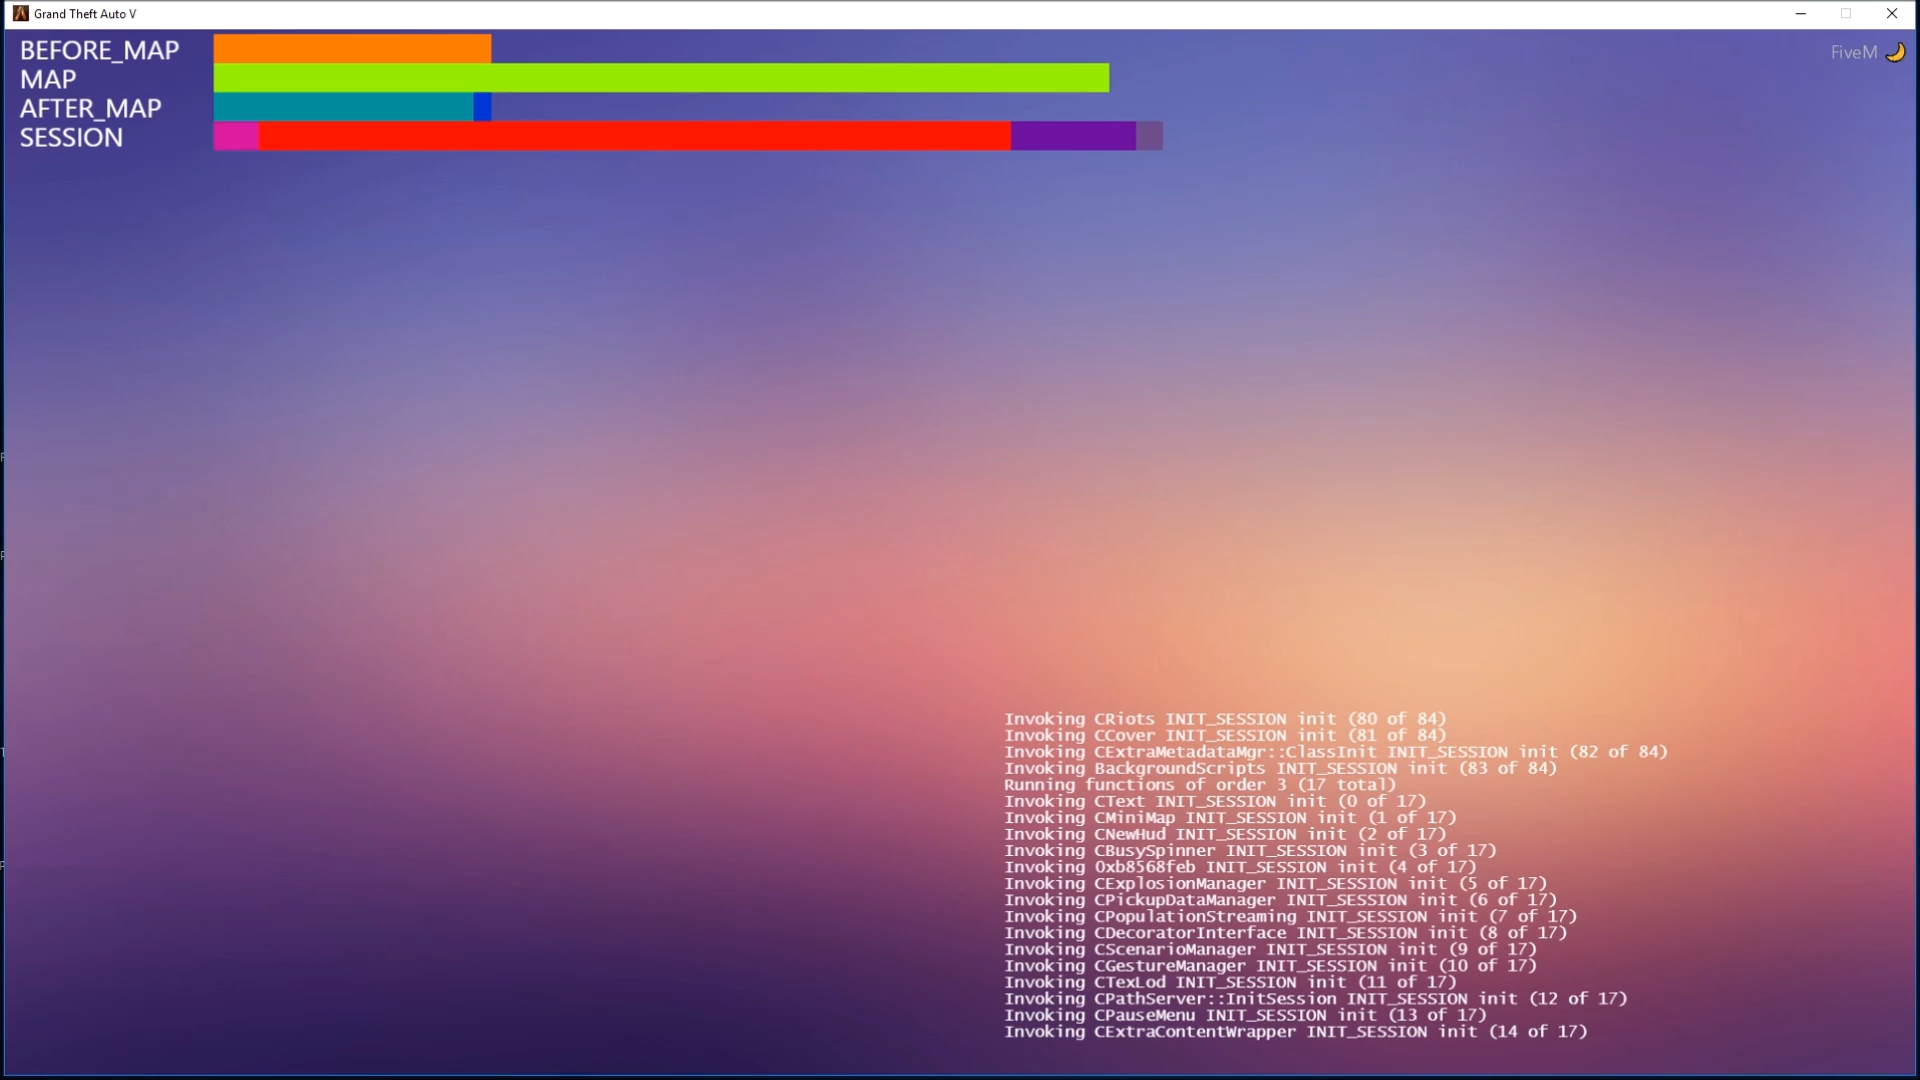 Grand Theft Auto V
BEFORE_MAP
FiveM
MAP
AFTER_MAP
SESSION
Invoking CRiots INIT_SESSION init (80 of 84)
Invoking CCover INIT_SESSION init (81 of 84)
Invoking CExtraMetadataMgr::ClassInit INIT_SESSION init (82 of 84)
Invoking BackgroundScripts INIT_SESSION init (83 of 84)
Running functions of order 3 (17 total)
Invoking CText INIT_SESSION init (0 of 17)
Invoking CMiniMap INIT_SESSION init (1 of 17)
Invoking CNewHud INIT_SESSION init (2 of 17)
Invoking CBusySpinner INIT_SESSION init (3 of 17)
Invoking 0xb8568feb INIT_SESSION init (4 of 17)
Invoking CExplosionManager INIT_SESSION init (5 of 17)
Invoking CPickupDataManager INIT_SESSION init (6 of 17)
Invoking CPopulationStreaming INIT_SESSION init (7 of 17)
Invoking CDecoratorInterface INIT_SESSION init (8 of 17)
Invoking CScenarioManager INIT_SESSION init (9 of 17)
Invoking CGestureManager INIT_SESSION init (10 of 17)
Invoking CTexLod INIT_SESSION init (11 of 17)
Invoking CPathServer::InitSession INIT_SESSION init (12 of 17)
Invoking CPauseMenu INIT_SESSION init (13 of 17)
Invoking CExtraContentWrapper INIT_SESSION init (14 of 17)